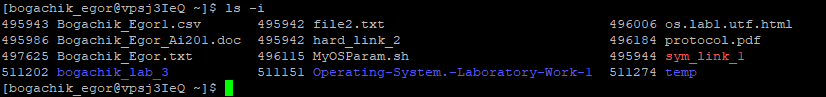 [bogachik_egor@vpsj3IeQ ~]$ ls -i
495943 Bogachik_Egor1.csv 495942 file2.txt 496006 os.lab1.utf.html
495986 Bogachik_Egor_Ai201.doc 495942 hard_link_2 496184 protocol.pdf
497625 Bogachik_Egor.txt 496115 MyOSParam.sh 495944 sym_link_1
511202 bogachik_lab_3 511151 Operating-System.-Laboratory-Work-1 511274 temp
[bogachik_egor@vpsj3IeQ ~]$